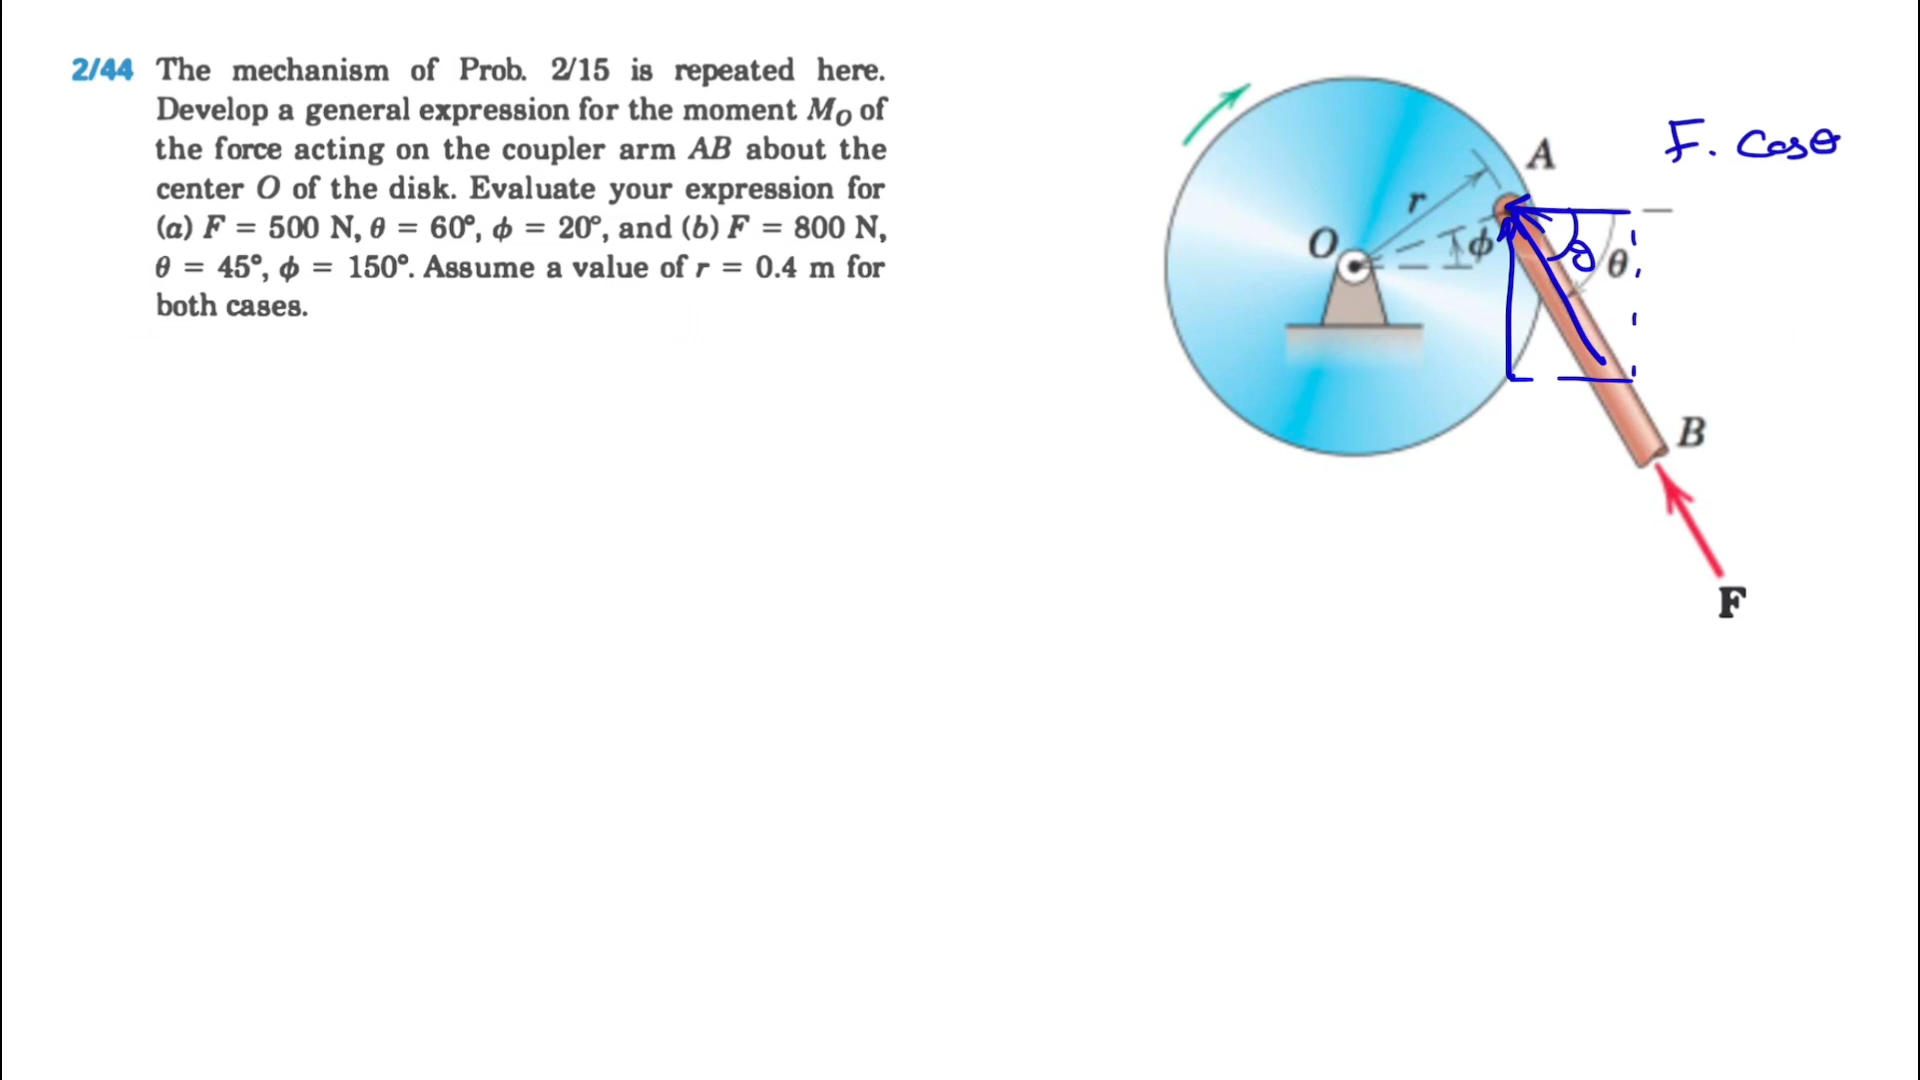 2/44 The mechanism of Prob. 2/15 is repeated here.
Develop a general expression for the moment M_O of
the force acting on the coupler arm AB about the
center O of the disk. Evaluate your expression for
(a) F = 500 N, θ = 60°, ϕ = 20°, and (b) F = 800 N,
θ = 45°, ϕ = 150°. Assume a value of r = 0.4 m for
both cases.
F. Cosθ
A
r
O
ϕ
θ
θ
B
F